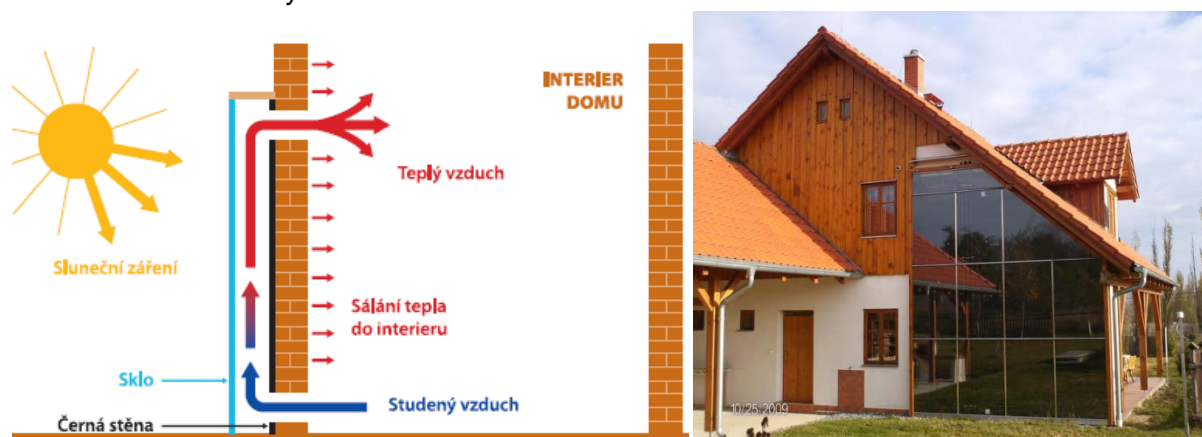 INTERIER
DOMU
Teplý vzduch
Sluneční záření
Sálání tepla
do interieru
Sklo
Studený vzduch
Černá stěna
10/25/2009